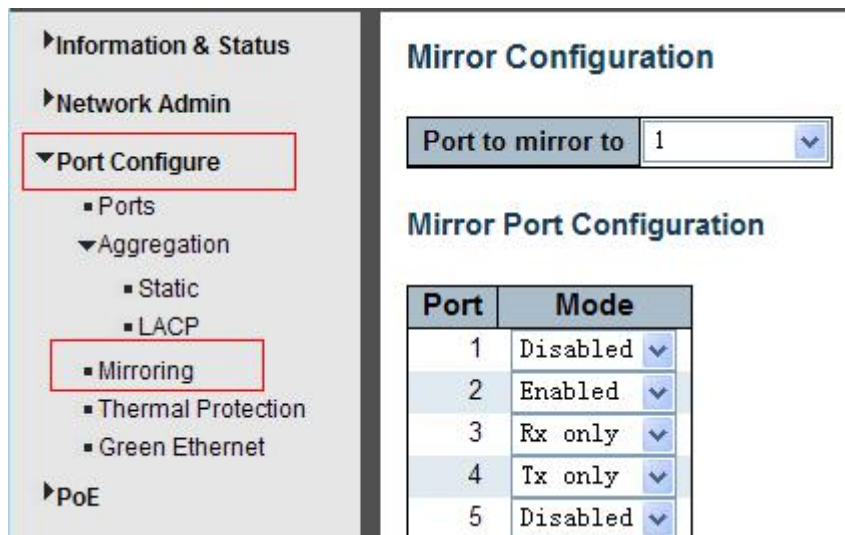 Information & Status
Network Admin
Port Configure
Ports
Aggregation
Static
LACP
Mirroring
Thermal Protection
Green Ethernet
PoE
Mirror Configuration
Port to mirror to 1
Mirror Port Configuration
Port Mode
1 Disabled
2 Enabled
3 Rx only
4 Tx only
5 Disabled